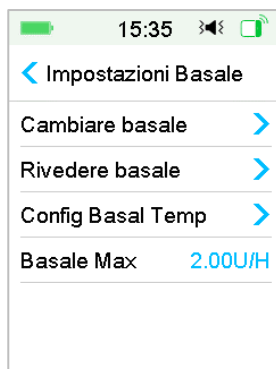 15:35
Impostazioni Basale
Cambiare basale
Rivedere basale
Config Basal Temp
Basale Max 2.00U/H